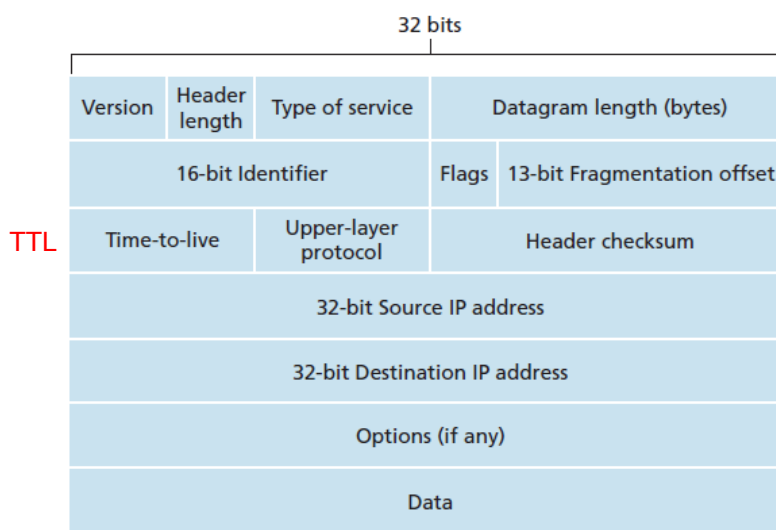 32 bits
Version
Header
length
Type of service
Datagram length (bytes)
16-bit Identifier
Flags
13-bit Fragmentation offset
TTL
Time-to-live
Upper-layer
protocol
Header checksum
32-bit Source IP address
32-bit Destination IP address
Options (if any)
Data